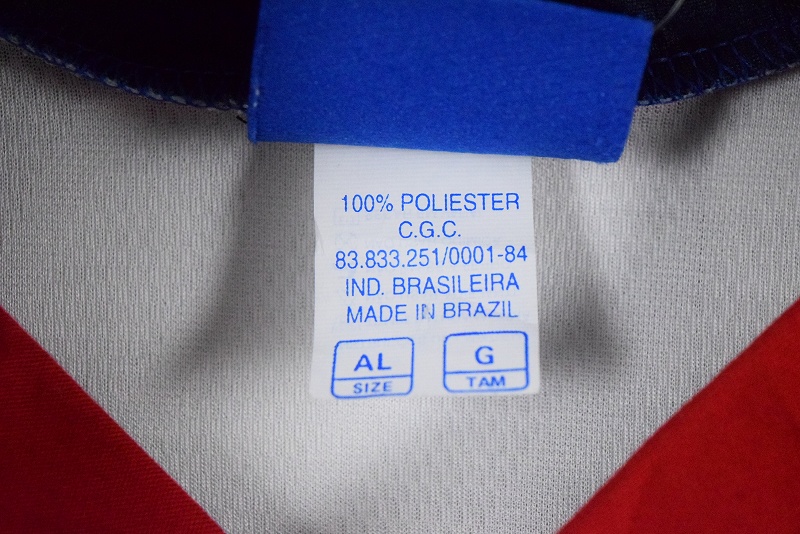 100% POLIESTER
C.G.C.
83.833.251/0001-84
IND. BRASILEIRA
MADE IN BRAZIL
AL G
SIZE TAM